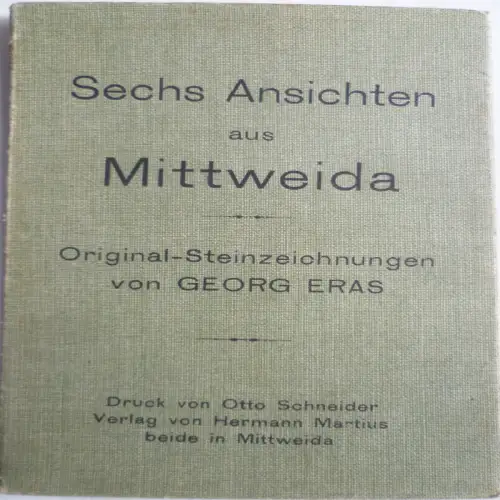 Sechs Ansichten
aus
Mittweida
Original-Steinzeichnungen
von GEORG ERAS
Druck von Otto Schneider
Verlag von Hermann Martius
beide in Mittweida